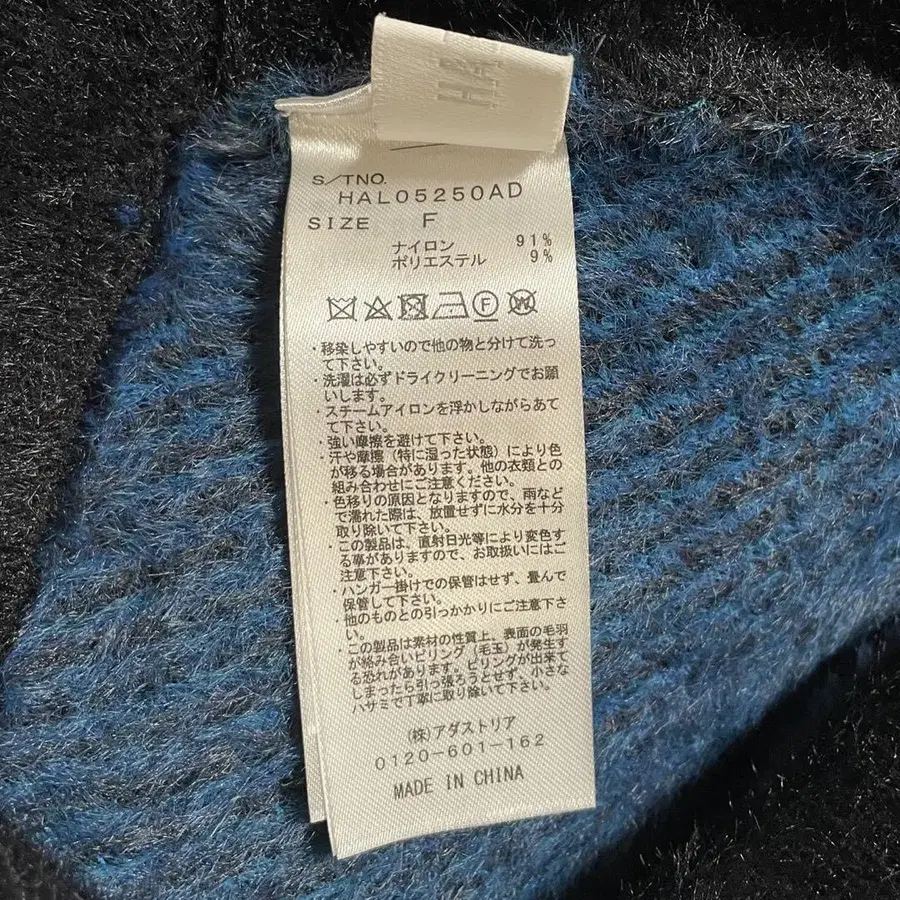 S/TNO.
HAL05250AD
SIZE F
ナイロン 91%
ポリエステル 9%
・移染しやすいので他の物と分けて洗っ
て下さい。
・洗濯は必ずドライクリーニングでお願
いします。
・スチームアイロンを浮かしながらあて
て下さい。
・強い摩擦を避けて下さい。
・汗や摩擦（特に湿った状態）により色
が移る場合があります。他の衣類との
組み合わせにご注意ください。
・色移りの原因となりますので、雨など
で濡れた際は、放置せずに水分を十分
取り除いて下さい。
・この製品は、直射日光等により変色す
る事がありますので、お取扱いにはご
注意下さい。
・ハンガー掛けでの保管はせず、畳んで
保管して下さい。
・他のものとの引っかかりにご注意下さ
い。
・この製品は素材の性質上、表面の毛羽
が絡み合いピリング（毛玉）が発生す
る恐れがあります。ピリングが出来て
しまったら引っ張ろうとせず、小さな
ハサミで丁寧に取り除いて下さい。
(株)アダストリア
0120-601-162
MADE IN CHINA